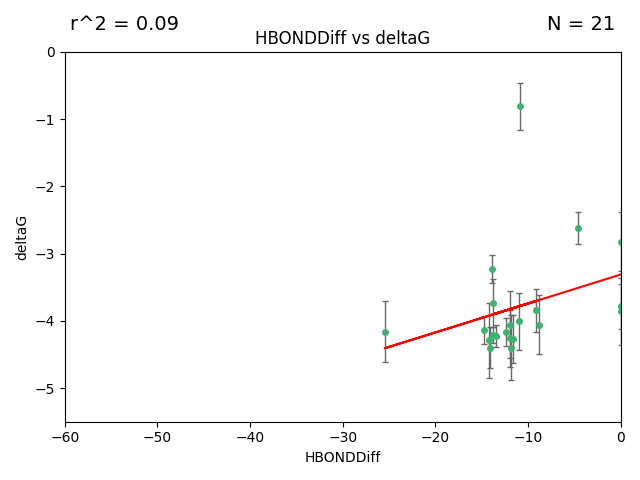 r^2 = 0.09
N = 21
HBONDDiff vs deltaG
0
−1
−2
−3
−4
−5
deltaG
−60
−50
−40
−30
−20
−10
0
HBONDDiff